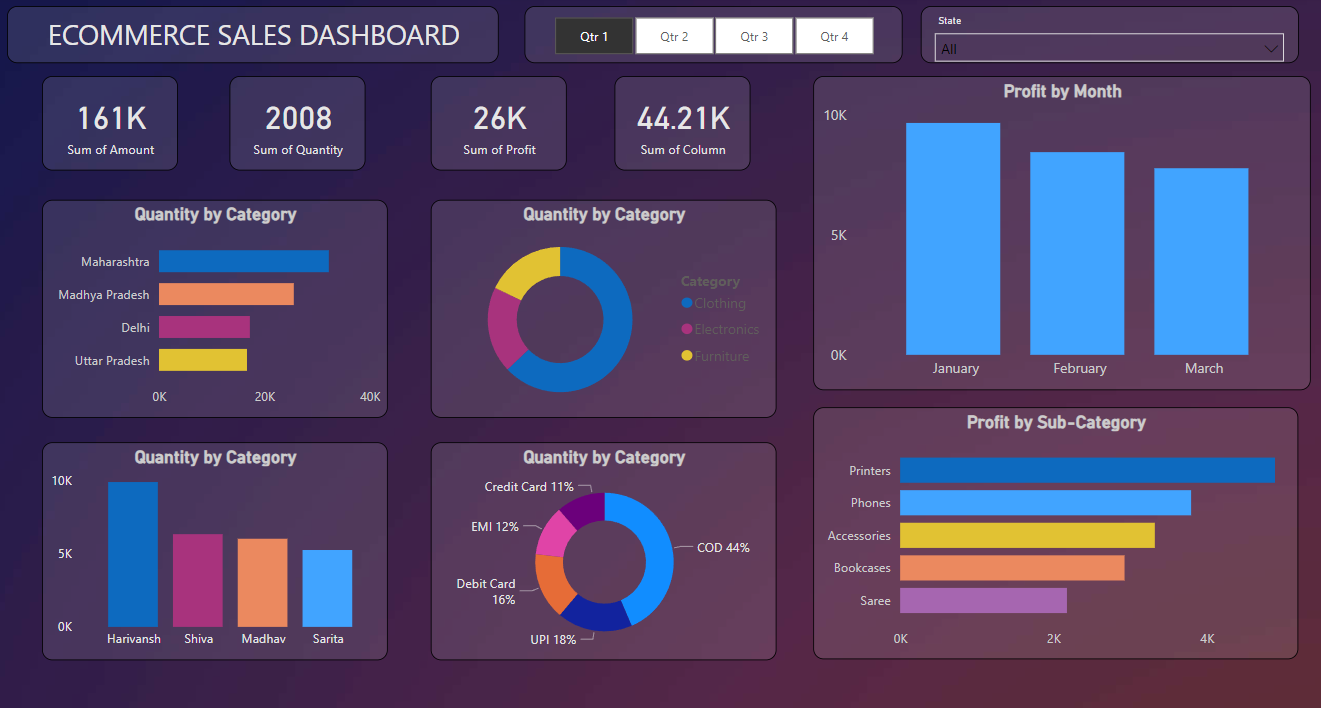 ECOMMERCE SALES DASHBOARD
Qtr 1
Qtr 2
Qtr 3
Qtr 4
State
All
161K
Sum of Amount
2008
Sum of Quantity
26K
Sum of Profit
44.21K
Sum of Column
Profit by Month
10K
5K
0K
January
February
March
Quantity by Category
Maharashtra
Madhya Pradesh
Delhi
Uttar Pradesh
0K
20K
40K
Quantity by Category
Category
Clothing
Electronics
Furniture
Profit by Sub-Category
Printers
Phones
Accessories
Bookcases
Saree
0K
2K
4K
Quantity by Category
10K
5K
0K
Harivansh
Shiva
Madhav
Sarita
Quantity by Category
Credit Card 11%
EMI 12%
COD 44%
Debit Card
16%
UPI 18%